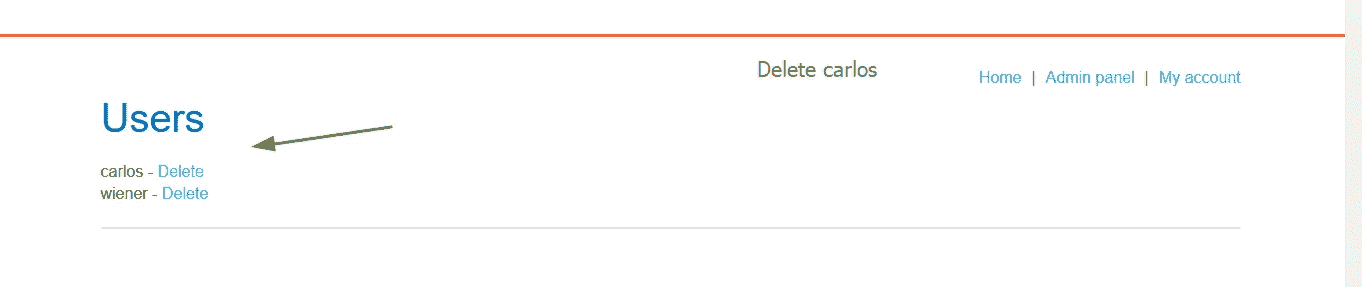 Delete carlos
Home | Admin panel | My account
Users
carlos - Delete
wiener - Delete